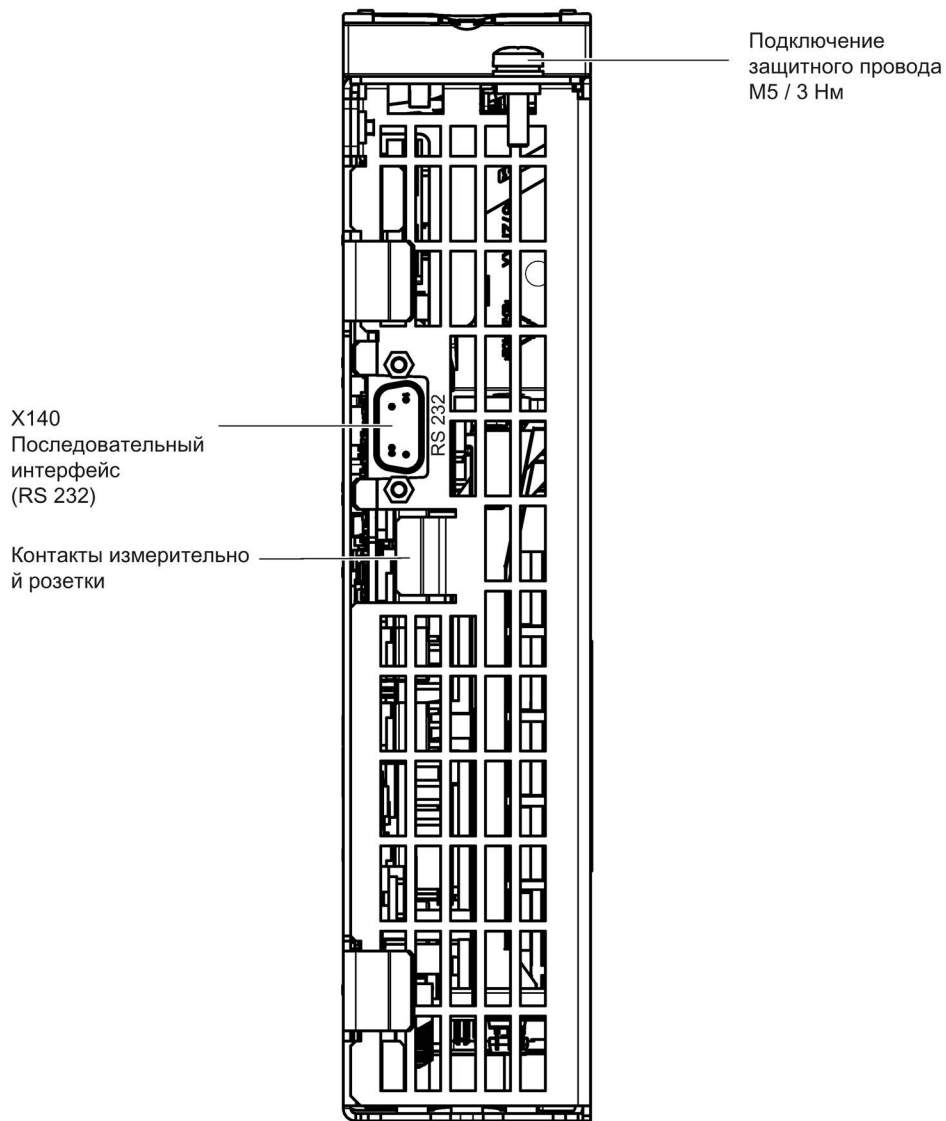 Подключение
защитного провода
M5 / 3 Нм
X140
Последовательный
интерфейс
(RS 232)
RS 232
Контакты измерительно
й розетки